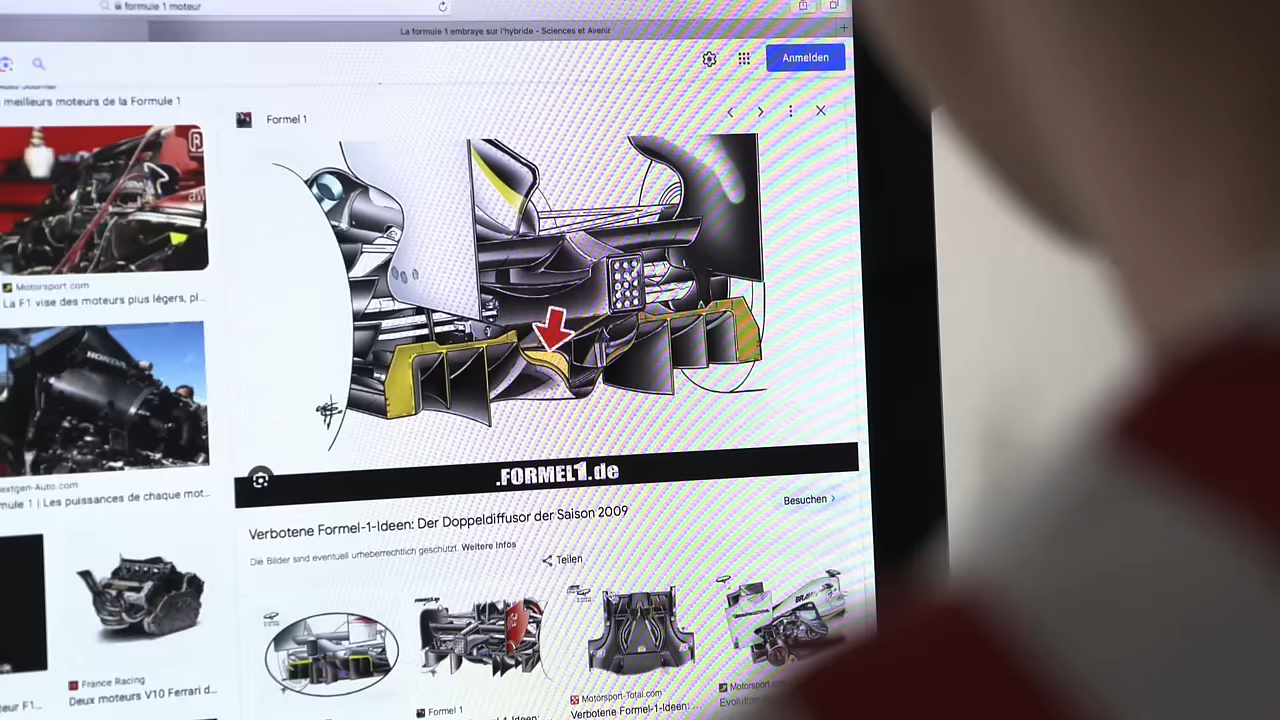 formule 1 moteur
La formule 1 embraye sur l'hybride - Sciences et Avenir
Anmelden
meilleurs moteurs de la Formule 1
Formel 1
Motorsport.com
La F1 vise des moteurs plus légers, pl...
HONDA
extgen-Auto.com
mule 1 | Les puissances de chaque mot...
.FORMEL1.de
Besuchen
Verbotene Formel-1-Ideen: Der Doppeldiffusor der Saison 2009
Die Bilder sind eventuell urheberrechtlich geschützt. Weitere Infos
Teilen
France Racing
Deux moteurs V10 Ferrari d...
eur F1...
Formel 1
Motorsport-Total.com
Verbotene Formel-1-Ideen: ...
Motorsport.com
Evolution